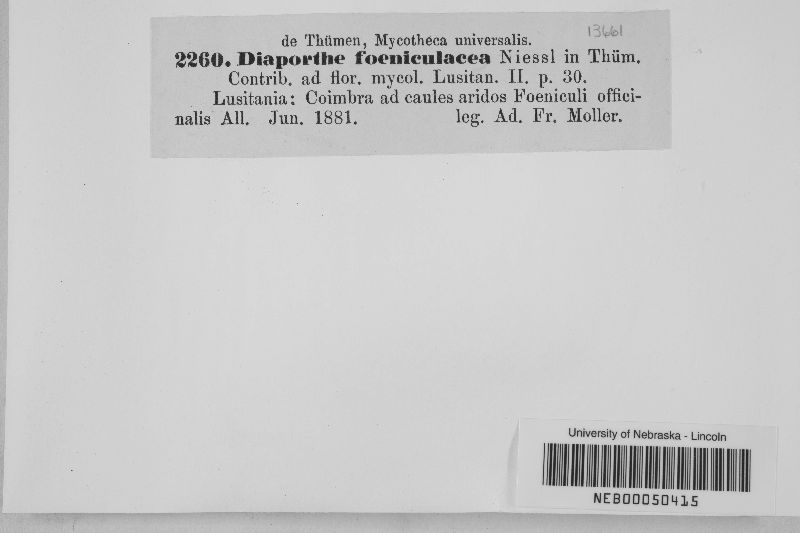 13661
de Thümen, Mycotheca universalis.
2260. Diaporthe foeniculacea Niessl in Thüm.
Contrib. ad flor. mycol. Lusitan. II. p. 30.
Lusitania: Coimbra ad caules aridos Foeniculi offici-
nalis All. Jun. 1881. leg. Ad. Fr. Moller.
University of Nebraska - Lincoln
NEB00050415